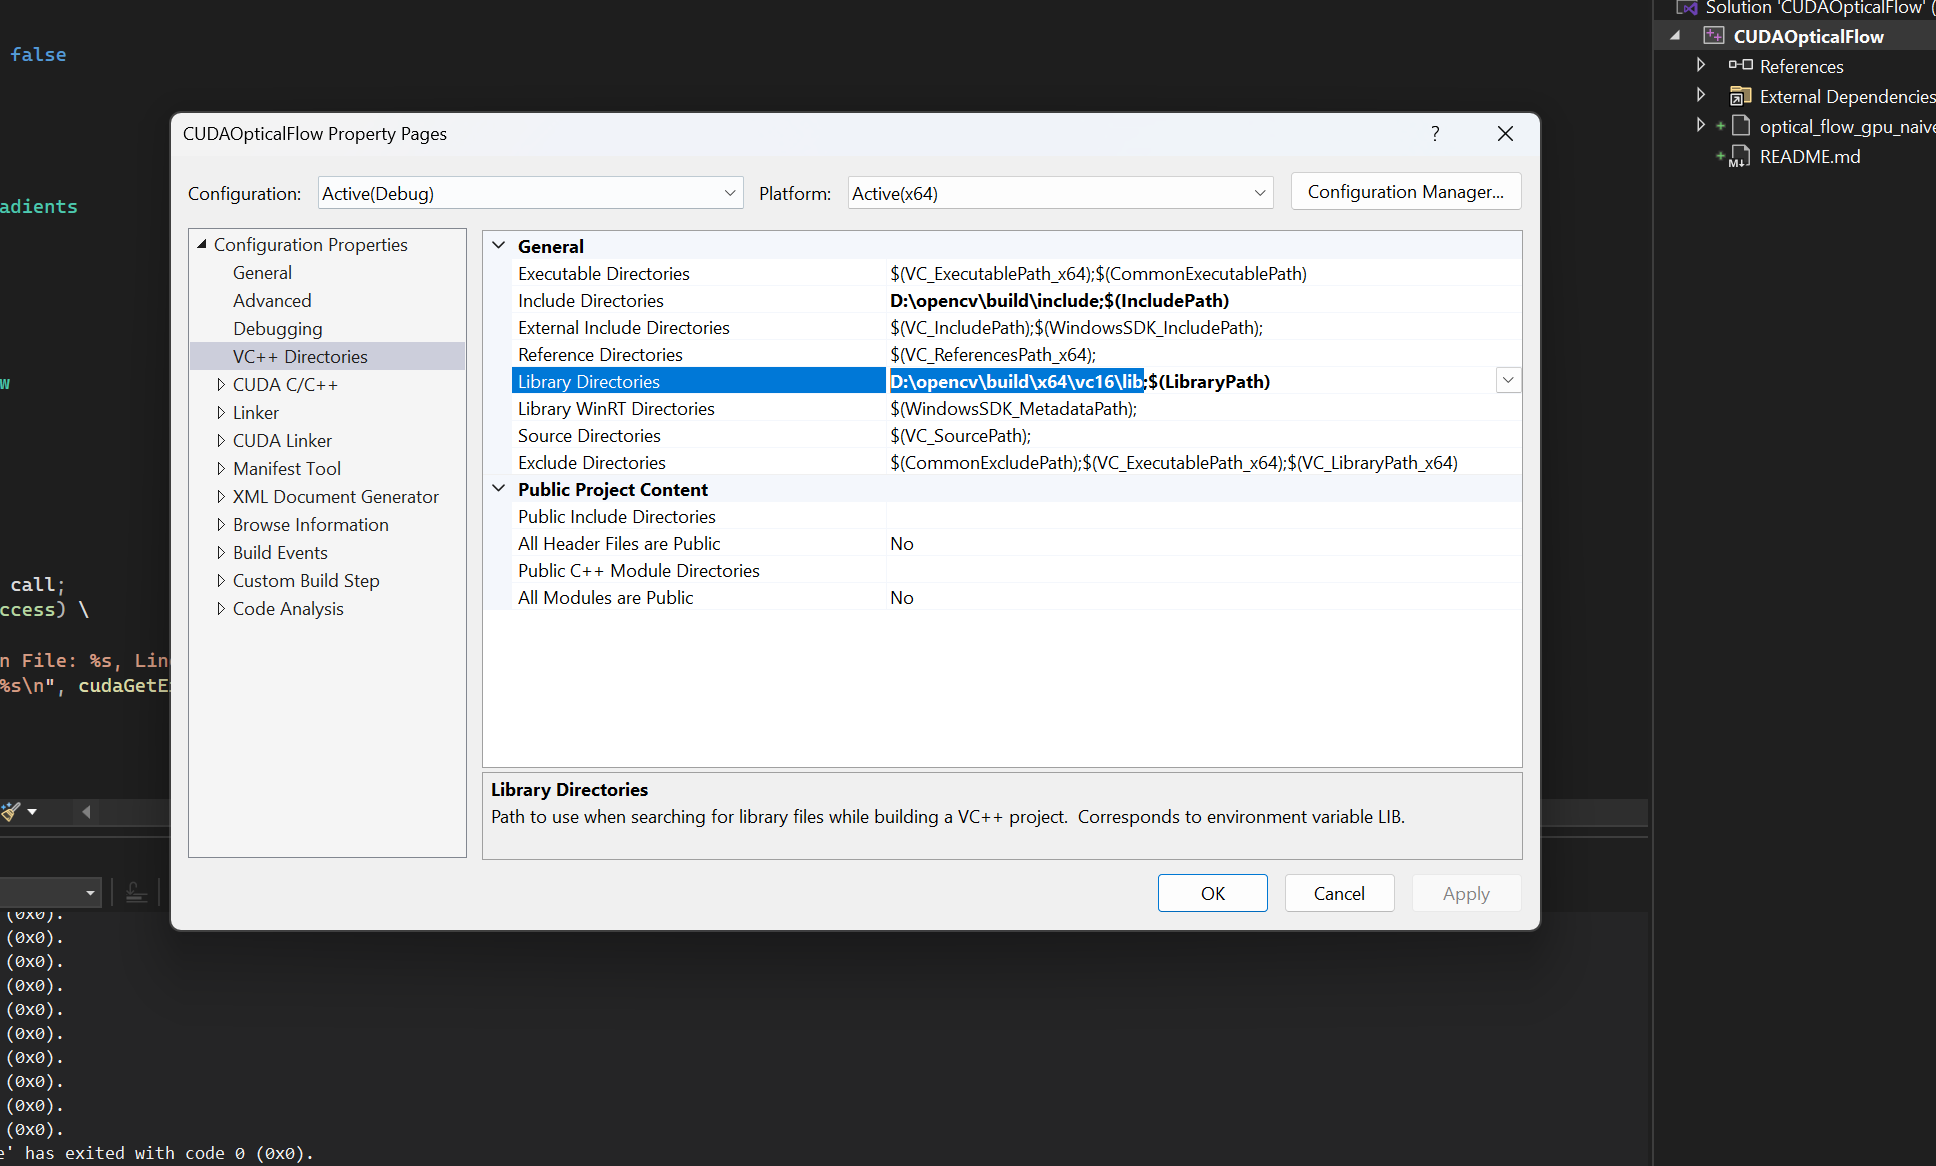 Solution 'CUDAOpticalFlow' (
CUDAOpticalFlow
References
External Dependencies
optical_flow_gpu_naive
README.md
false
adients
w
call;
ccess) \
n File: %s, Line
%s\n", cudaGetE
CUDAOpticalFlow Property Pages
?
Configuration:
Active(Debug)
Platform:
Active(x64)
Configuration Manager...
Configuration Properties
General
Advanced
Debugging
VC++ Directories
CUDA C/C++
Linker
CUDA Linker
Manifest Tool
XML Document Generator
Browse Information
Build Events
Custom Build Step
Code Analysis
General
Executable Directories $(VC_ExecutablePath_x64);$(CommonExecutablePath)
Include Directories D:\opencv\build\include;$(IncludePath)
External Include Directories $(VC_IncludePath);$(WindowsSDK_IncludePath);
Reference Directories $(VC_ReferencesPath_x64);
Library Directories D:\opencv\build\x64\vc16\lib;$(LibraryPath)
Library WinRT Directories $(WindowsSDK_MetadataPath);
Source Directories $(VC_SourcePath);
Exclude Directories $(CommonExcludePath);$(VC_ExecutablePath_x64);$(VC_LibraryPath_x64)
Public Project Content
Public Include Directories
All Header Files are Public No
Public C++ Module Directories
All Modules are Public No
Library Directories
Path to use when searching for library files while building a VC++ project. Corresponds to environment variable LIB.
OK
Cancel
Apply
(0x0).
(0x0).
(0x0).
(0x0).
(0x0).
(0x0).
(0x0).
(0x0).
(0x0).
(0x0).
e' has exited with code 0 (0x0).